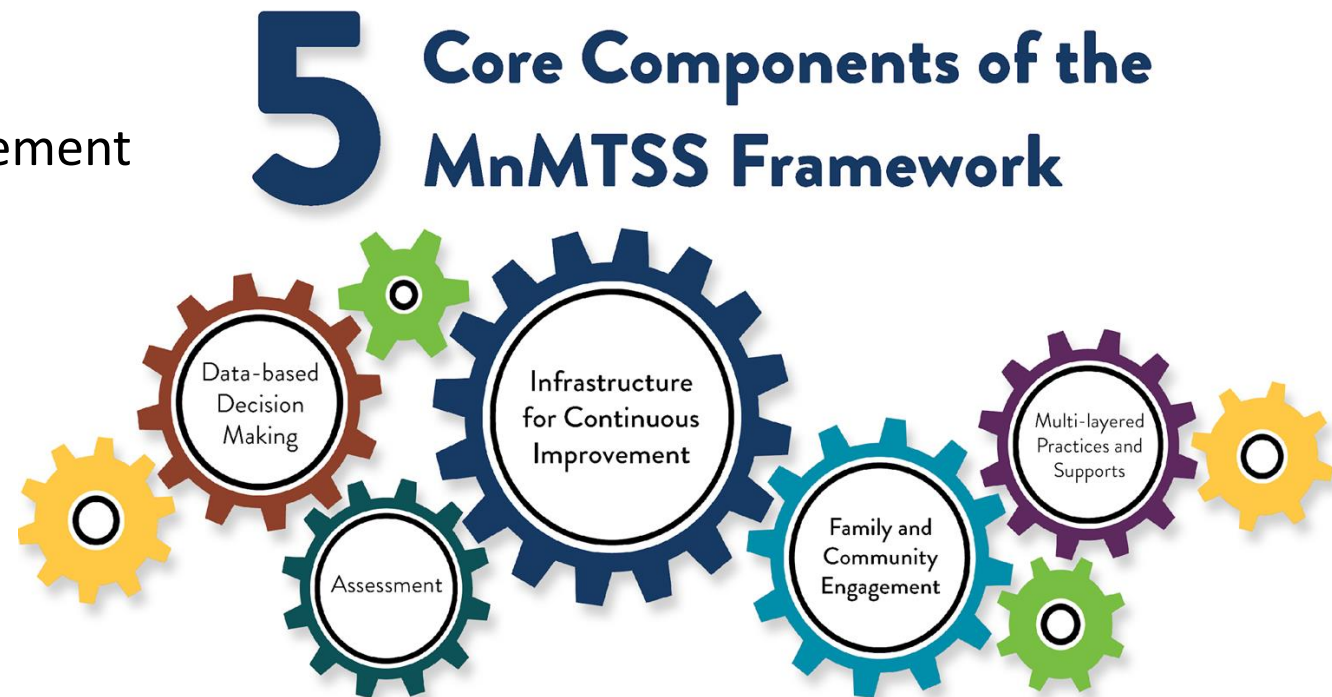 5
Core Components of the
MnMTSS Framework
ement
Data-based
Decision
Making
Assessment
Infrastructure
for Continuous
Improvement
Family and
Community
Engagement
Multi-layered
Practices and
Supports